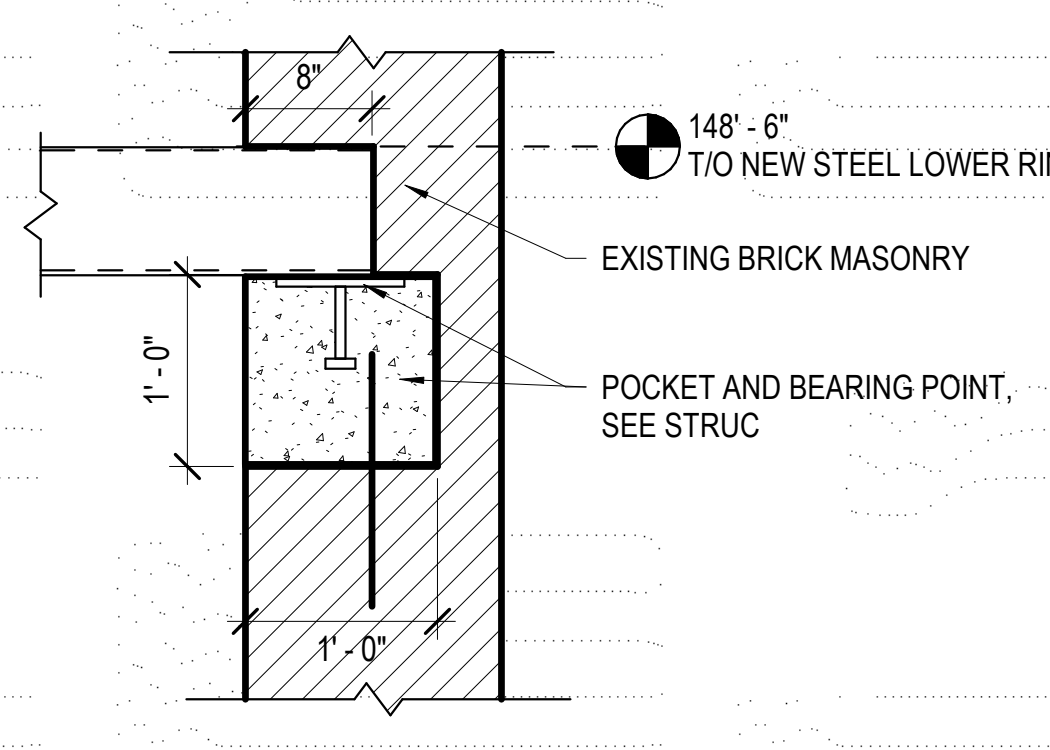 8"
148' - 6"
T/O NEW STEEL LOWER
EXISTING BRICK MASONRY
1' - 0"
POCKET AND BEARING POINT,
SEE STRUC
1' - 0"